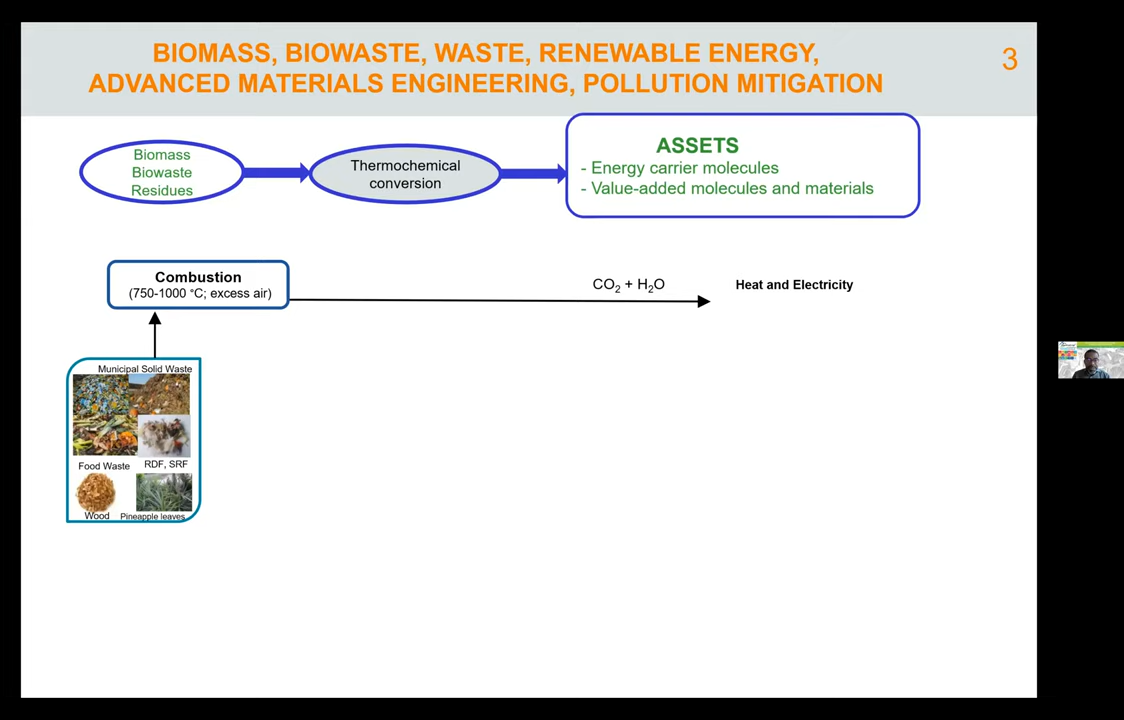 BIOMASS, BIOWASTE, WASTE, RENEWABLE ENERGY,
ADVANCED MATERIALS ENGINEERING, POLLUTION MITIGATION
3
Biomass
Biowaste
Residues
Thermochemical
conversion
ASSETS
- Energy carrier molecules
- Value-added molecules and materials
Combustion
(750-1000 °C; excess air)
CO₂ + H₂O
Heat and Electricity
Municipal Solid Waste
Food Waste
RDF, SRF
Wood
Pineapple leaves